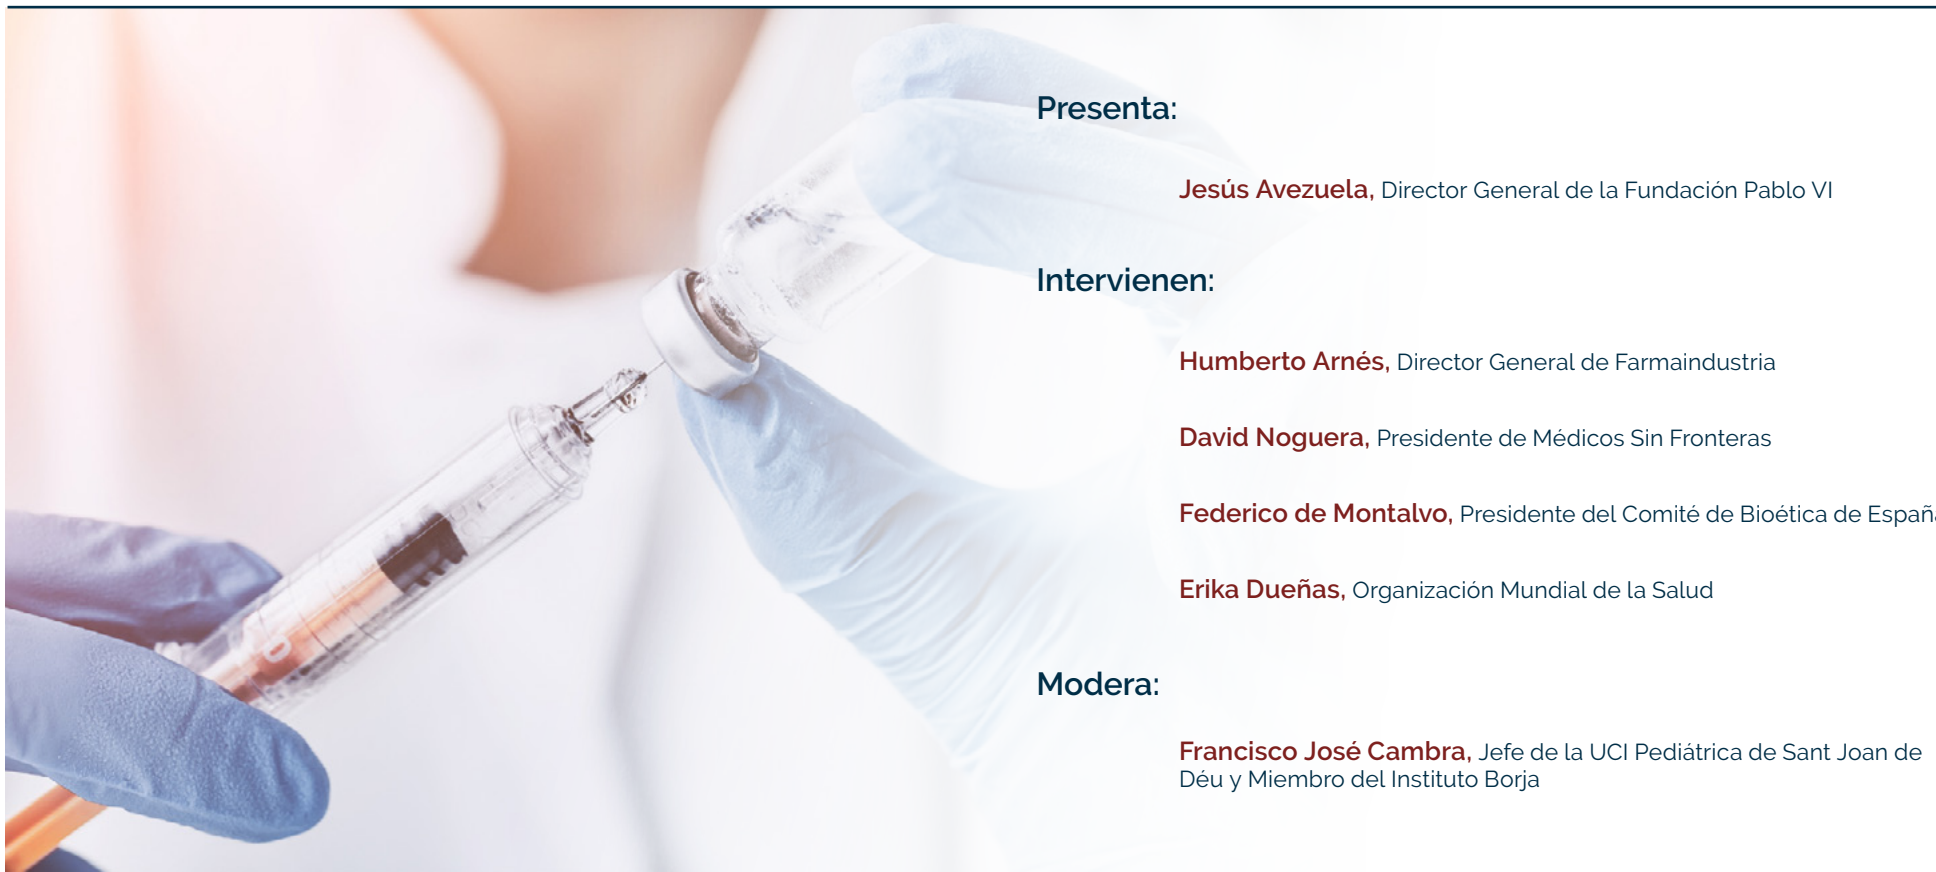 Presenta:
Jesús Avezuela, Director General de la Fundación Pablo VI
Intervienen:
Humberto Arnés, Director General de Farmaindustria
David Noguera, Presidente de Médicos Sin Fronteras
Federico de Montalvo, Presidente del Comité de Bioética de España
Erika Dueñas, Organización Mundial de la Salud
Modera:
Francisco José Cambra, Jefe de la UCI Pediátrica de Sant Joan de
Déu y Miembro del Instituto Borja